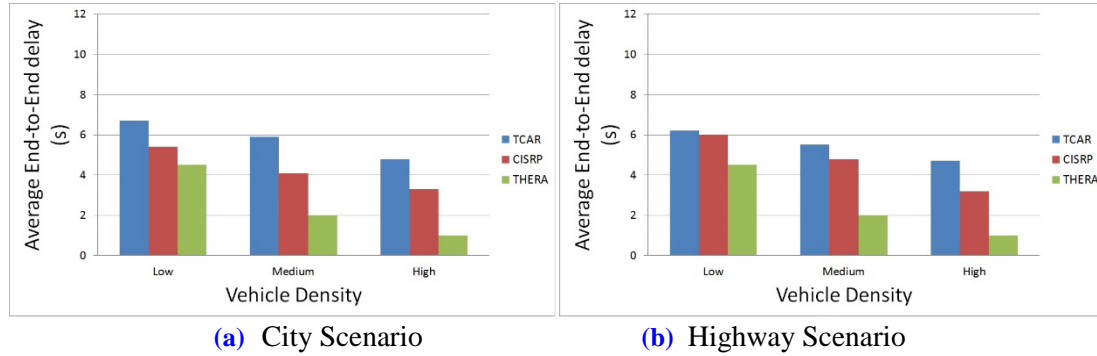 12
10
8
6
4
2
0
Average End-to-End delay
(s)
Low Medium High
Vehicle Density
TCAR
CISRP
THERA
(a) City Scenario
12
10
8
6
4
2
0
Average End-to-End delay
(s)
Low Medium High
Vehicle Density
TCAR
CISRP
THERA
(b) Highway Scenario